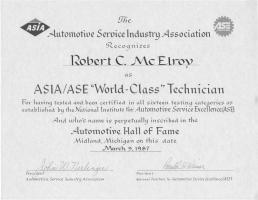 The
ASIA
ASE
Automotive Service Industry Association
Recognizes
Robert C. McElroy
as
ASIA/ASE "World-Class" Technician
For having tested and been certified in all sixteen testing categories as
established by the National Institute for Automotive Service Excellence (ASE)
And who's name is perpetually inscribed in the
Automotive Hall of Fame
Midland, Michigan on this date
March 9, 1987
President
Automotive Service Industry Association
President
National Institute for Automotive Service Excellence (ASE)